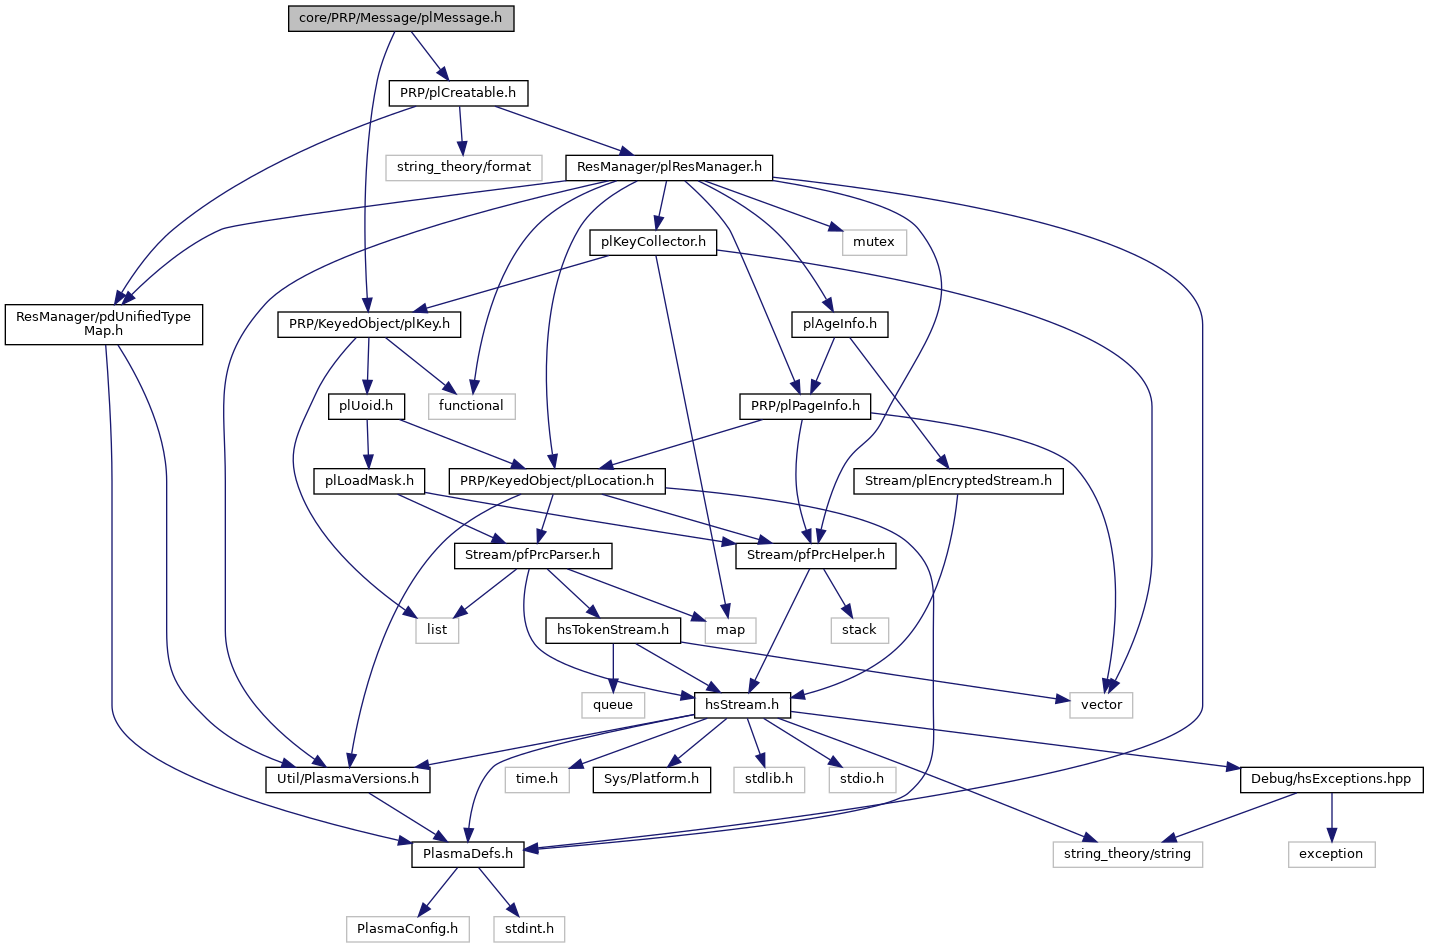 core/PRP/Message/plMessage.h
PRP/plCreatable.h
string_theory/format
ResManager/plResManager.h
plKeyCollector.h
mutex
ResManager/pdUnifiedType
Map.h
PRP/KeyedObject/plKey.h
plAgeInfo.h
plUoid.h
functional
PRP/plPageInfo.h
plLoadMask.h
PRP/KeyedObject/plLocation.h
Stream/plEncryptedStream.h
Stream/pfPrcParser.h
Stream/pfPrcHelper.h
list
hsTokenStream.h
map
stack
queue
hsStream.h
vector
Util/PlasmaVersions.h
time.h
Sys/Platform.h
stdlib.h
stdio.h
Debug/hsExceptions.hpp
PlasmaDefs.h
string_theory/string
exception
PlasmaConfig.h
stdint.h